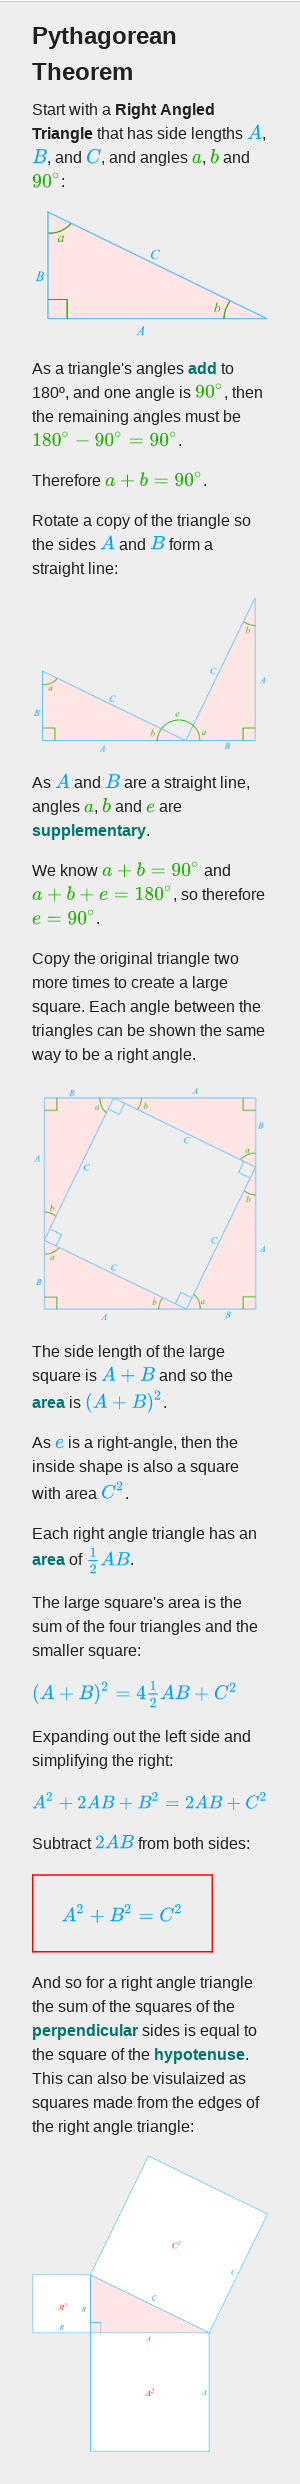 Pythagorean
Theorem
Start with a Right Angled
Triangle that has side lengths A,
B, and C, and angles a, b and
90°:
a
C
B
b
A
As a triangle's angles add to
180º, and one angle is 90°, then
the remaining angles must be
180° − 90° = 90°.
Therefore a + b = 90°.
Rotate a copy of the triangle so
the sides A and B form a
straight line:
b
C
A
a
C
B
e
b
a
A
B
As A and B are a straight line,
angles a, b and e are
supplementary.
We know a + b = 90° and
a + b + e = 180°, so therefore
e = 90°.
Copy the original triangle two
more times to create a large
square. Each angle between the
triangles can be shown the same
way to be a right angle.
B
A
a
b
B
C
a
A
C
b
b
C
A
a
C
B
b
a
A
B
The side length of the large
square is A + B and so the
area is (A + B)².
As e is a right-angle, then the
inside shape is also a square
with area C².
Each right angle triangle has an
area of ½AB.
The large square's area is the
sum of the four triangles and the
smaller square:
(A + B)² = 4½AB + C²
Expanding out the left side and
simplifying the right:
A² + 2AB + B² = 2AB + C²
Subtract 2AB from both sides:
A² + B² = C²
And so for a right angle triangle
the sum of the squares of the
perpendicular sides is equal to
the square of the hypotenuse.
This can also be visulaized as
squares made from the edges of
the right angle triangle:
C²
C
C
B²
B
B
A
A²
A